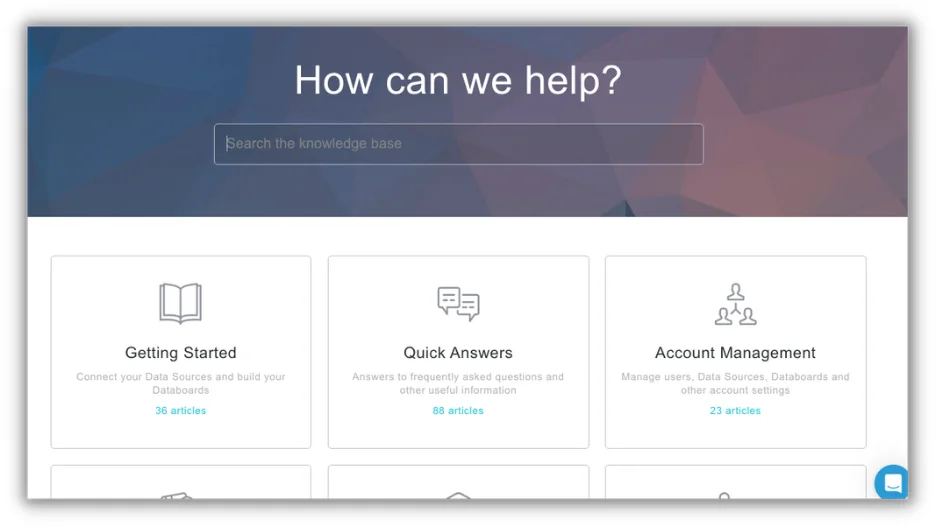 How can we help?
Search the knowledge base
Getting Started
Connect your Data Sources and build your
Databoards
36 articles
Quick Answers
Answers to frequently asked questions and
other useful information
88 articles
Account Management
Manage users, Data Sources, Databoards and
other account settings
23 articles